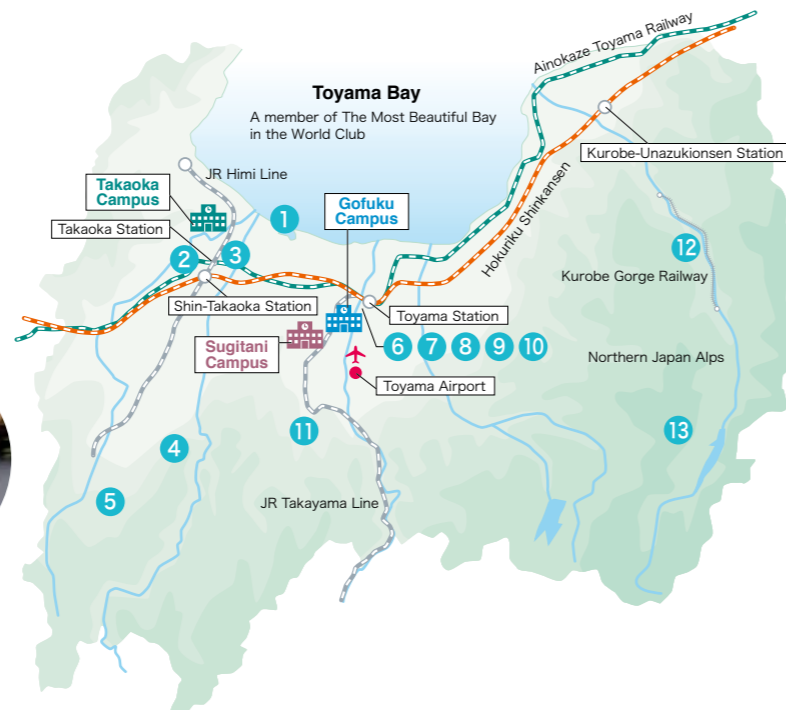 Ainokaze Toyama Railway
Toyama Bay
A member of The Most Beautiful Bay
in the World Club
Kurobe-Unazukionsen Station
JR Himi Line
Takaoka
Campus
Gofuku
Campus
1
Takaoka Station
Hokuriku Shinkansen
2
3
12
Kurobe Gorge Railway
Shin-Takaoka Station
Toyama Station
Sugitani
Campus
6 7 8 9 10
Northern Japan Alps
Toyama Airport
11
13
4
5
JR Takayama Line